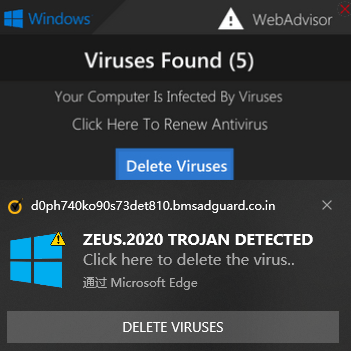 Windows
WebAdvisor
Viruses Found (5)
Your Computer Is Infected By Viruses
Click Here To Renew Antivirus
Delete Viruses
d0ph740ko90s73det810.bmsadguard.co.in
ZEUS.2020 TROJAN DETECTED
Click here to delete the virus..
通过 Microsoft Edge
DELETE VIRUSES